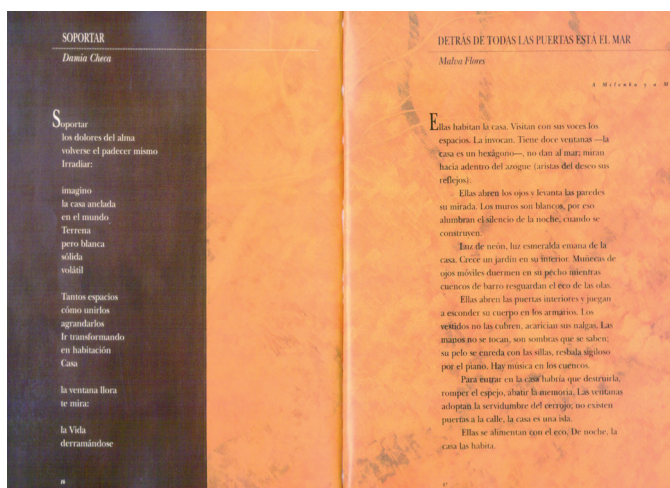 SOPORTAR
Damia Checa
Soportar
los dolores del alma
volverse el padecer mismo
Irradiar:
imagino
la casa anclada
en el mundo
Terrena
pero blanca
sólida
volátil
Tantos espacios
cómo unirlos
agrandarlos
Ir transformando
en habitación
Casa
la ventana llora
te mira:
la Vida
derramándose
DETRÁS DE TODAS LAS PUERTAS ESTÁ EL MAR
Malva Flores
A Melenka y a M
Ellas habitan la casa. Visitan con sus voces los
espacios. La invocan. Tiene doce ventanas —la
casa es un hexágono—, no dan al mar; miran
hacia adentro del azogue (aristas del deseo sus
reflejos).
Ellas abren los ojos y levanta las paredes
su mirada. Los muros son blancos, por eso
alumbran el silencio de la noche, cuando se
construyen.
Luz de neón, luz esmeralda emana de la
casa. Crece un jardín en su interior. Muñecas de
ojos móviles duermen en su pecho mientras
cuencos de barro resguardan el eco de las olas.
Ellas abren las puertas interiores y juegan
a esconder su cuerpo en los armarios. Los
vestidos no las cubren, acarician sus nalgas. Las
manos no se tocan, son sombras que se saben;
su pelo se enreda con las sillas, resbala sigiloso
por el piano. Hay música en los cuencos.
Para entrar en la casa habría que destruirla,
romper el espejo, abatir la memoria. Las ventanas
adoptan la servidumbre del cerrojo; no existen
puertas a la calle, la casa es una isla.
Ellas se alimentan con el eco. De noche, la
casa las habita.